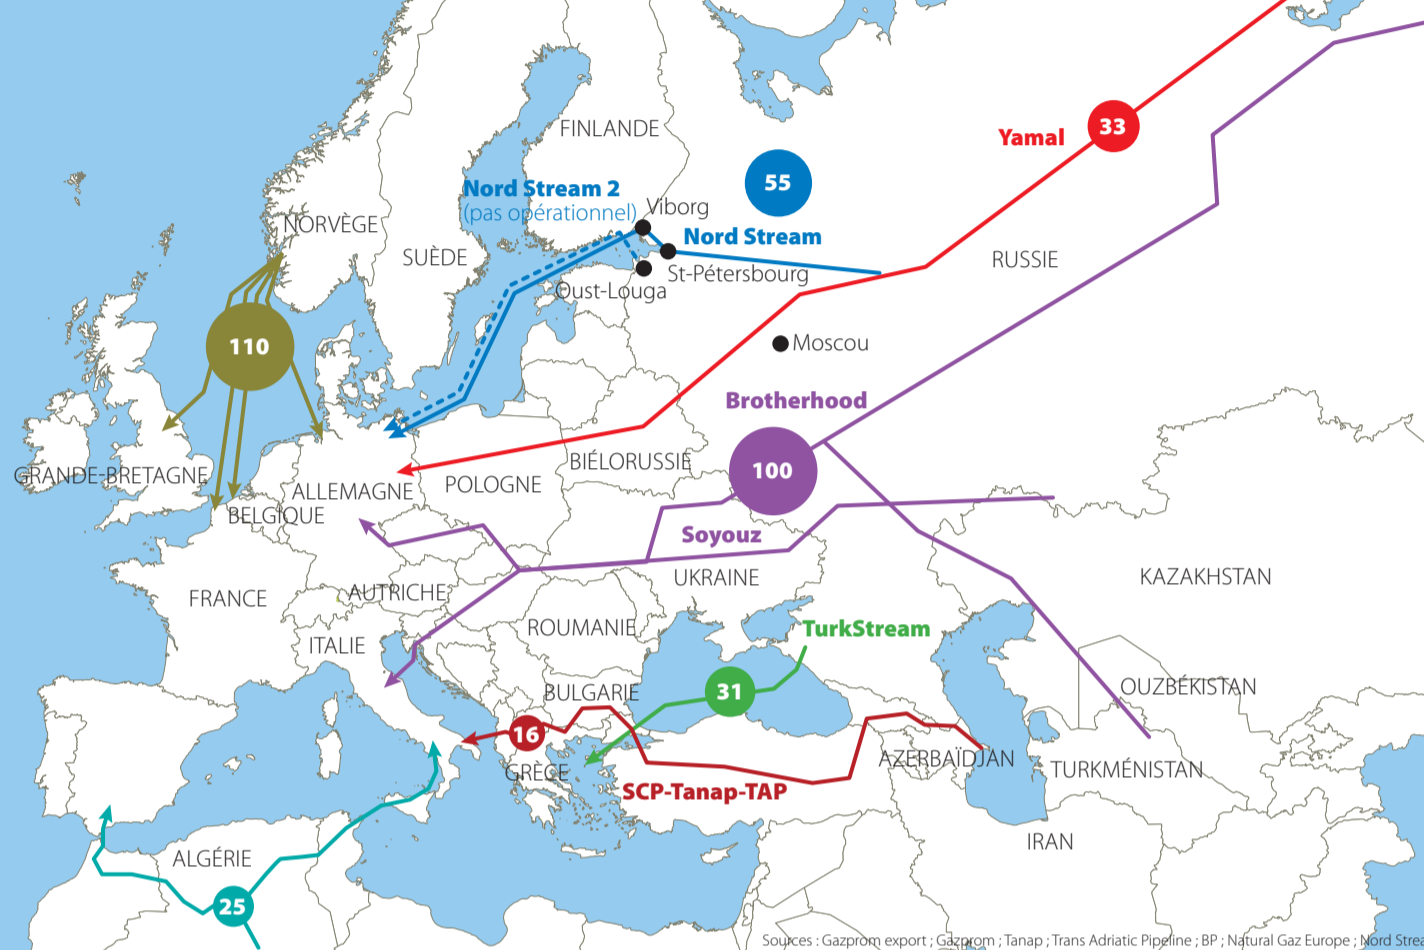 FINLANDE
Yamal
33
55
Nord Stream 2
(pas opérationnel)
Viborg
NORVÈGE
Nord Stream
SUÈDE
RUSSIE
St-Pétersbourg
Oust-Louga
110
Moscou
Brotherhood
GRANDE-BRETAGNE
BIÉLORUSSIE
100
ALLEMAGNE
POLOGNE
BELGIQUE
Soyouz
UKRAINE
KAZAKHSTAN
FRANCE
AUTRICHE
ROUMANIE
TurkStream
ITALIE
BULGARIE
31
OUZBÉKISTAN
16
GRÈCE
AZERBAÏDJAN
TURKMÉNISTAN
SCP-Tanap-TAP
IRAN
ALGÉRIE
25
Sources : Gazprom export ; Gazprom ; Tanap ; Trans Adriatic Pipeline ; BP ; Natural Gaz Europe ; Nord Strea